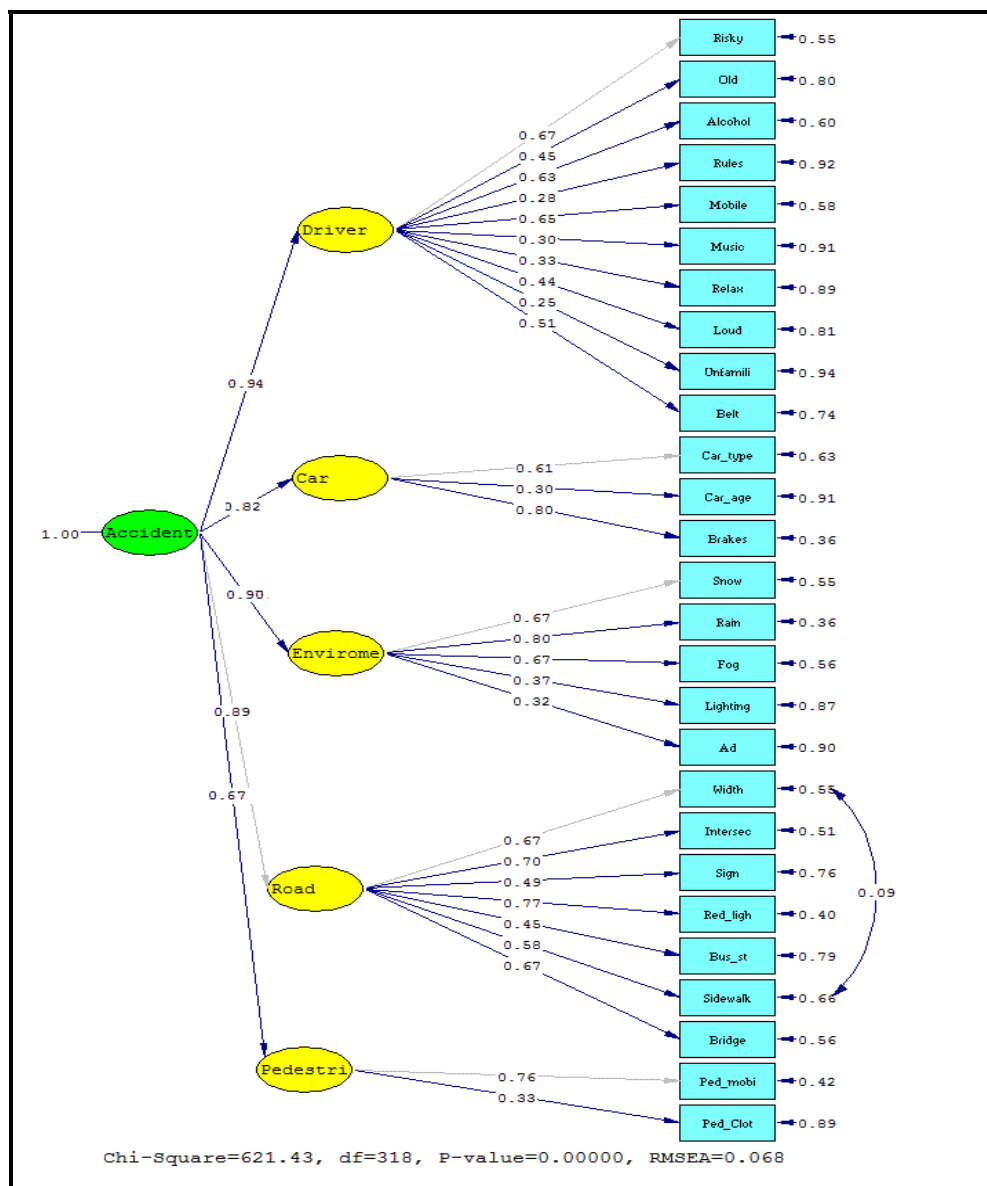 Risky 0.55
Old 0.80
Alcohol 0.60
0.67
0.45
0.63
Rules 0.92
0.28
Mobile 0.58
0.65
Driver
Music 0.91
0.30
0.33
Relax 0.89
0.44
0.25
Loud 0.81
0.51
Unfamili 0.94
0.94
Belt 0.74
Car_type 0.63
0.61
Car
0.30
Car_age 0.91
0.82
0.80
1.00 Accident
Brakes 0.36
Snow 0.55
0.90
0.67
Rain 0.36
0.80
Envirome
0.67
Fog 0.56
0.37
0.32
Lighting 0.87
0.89
Ad 0.90
0.67
Width 0.55
0.67
Intersec 0.51
0.70
0.49
Sign 0.76
Road
0.77
0.09
Red_ligh 0.40
0.45
0.58
Bus_st 0.79
0.67
Sidewalk 0.66
Bridge 0.56
Pedestri
0.76
Ped_mobi 0.42
0.33
Ped_Clot 0.89
Chi-Square=621.43, df=318, P-value=0.00000, RMSEA=0.068